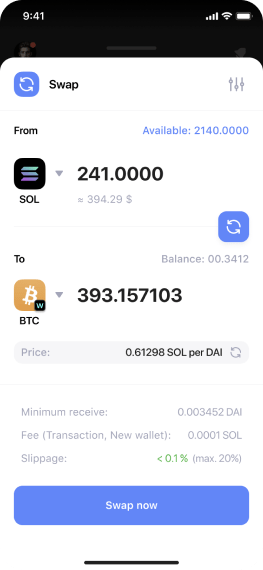 9:41
Swap
From Available: 2140.0000
241.0000
SOL ≈ 394.29 $
To Balance: 00.3412
393.157103
W
BTC
Price: 0.61298 SOL per DAI
Minimum receive: 0.003452 DAI
Fee (Transaction, New wallet): 0.0001 SOL
Slippage: < 0.1 % (max. 20%)
Swap now